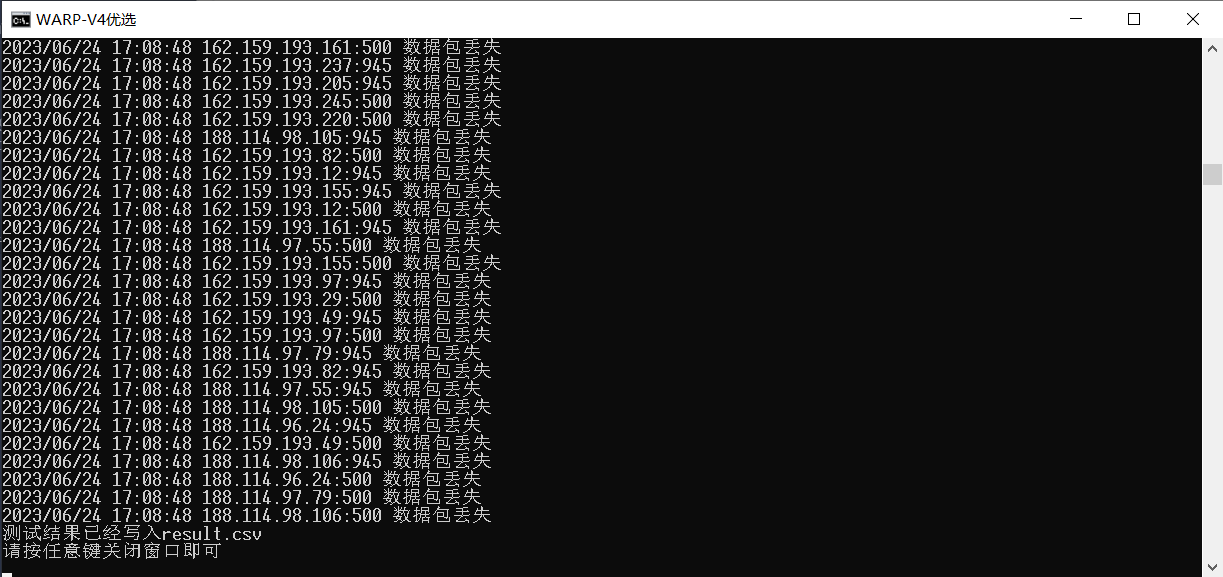 WARP-V4优选
2023/06/24 17:08:48 162.159.193.161:500 数据包丢失
2023/06/24 17:08:48 162.159.193.237:945 数据包丢失
2023/06/24 17:08:48 162.159.193.205:945 数据包丢失
2023/06/24 17:08:48 162.159.193.245:500 数据包丢失
2023/06/24 17:08:48 162.159.193.220:500 数据包丢失
2023/06/24 17:08:48 188.114.98.105:945 数据包丢失
2023/06/24 17:08:48 162.159.193.82:500 数据包丢失
2023/06/24 17:08:48 162.159.193.12:945 数据包丢失
2023/06/24 17:08:48 162.159.193.155:945 数据包丢失
2023/06/24 17:08:48 162.159.193.12:500 数据包丢失
2023/06/24 17:08:48 162.159.193.161:945 数据包丢失
2023/06/24 17:08:48 188.114.97.55:500 数据包丢失
2023/06/24 17:08:48 162.159.193.155:500 数据包丢失
2023/06/24 17:08:48 162.159.193.97:945 数据包丢失
2023/06/24 17:08:48 162.159.193.29:500 数据包丢失
2023/06/24 17:08:48 162.159.193.49:945 数据包丢失
2023/06/24 17:08:48 162.159.193.97:500 数据包丢失
2023/06/24 17:08:48 188.114.97.79:945 数据包丢失
2023/06/24 17:08:48 162.159.193.82:945 数据包丢失
2023/06/24 17:08:48 188.114.97.55:945 数据包丢失
2023/06/24 17:08:48 188.114.98.105:500 数据包丢失
2023/06/24 17:08:48 188.114.96.24:945 数据包丢失
2023/06/24 17:08:48 162.159.193.49:500 数据包丢失
2023/06/24 17:08:48 188.114.98.106:945 数据包丢失
2023/06/24 17:08:48 188.114.96.24:500 数据包丢失
2023/06/24 17:08:48 188.114.97.79:500 数据包丢失
2023/06/24 17:08:48 188.114.98.106:500 数据包丢失
测试结果已经写入result.csv
请按任意键关闭窗口即可